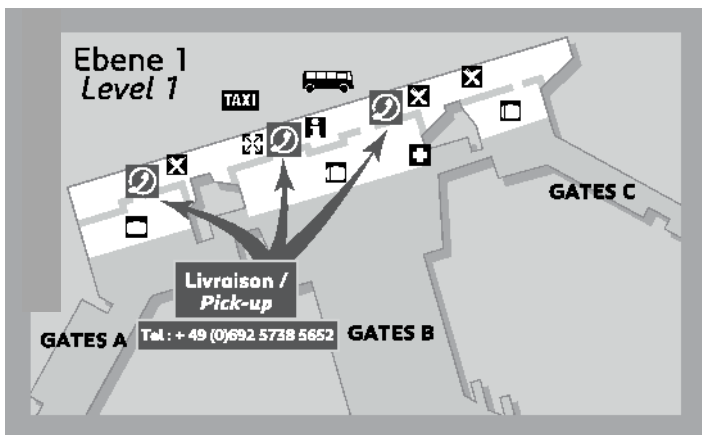 Ebene 1
Level 1
TAXI
GATES C
Livraison /
Pick-up
GATES A
Tel : + 49 (0)692 5738 5652
GATES B